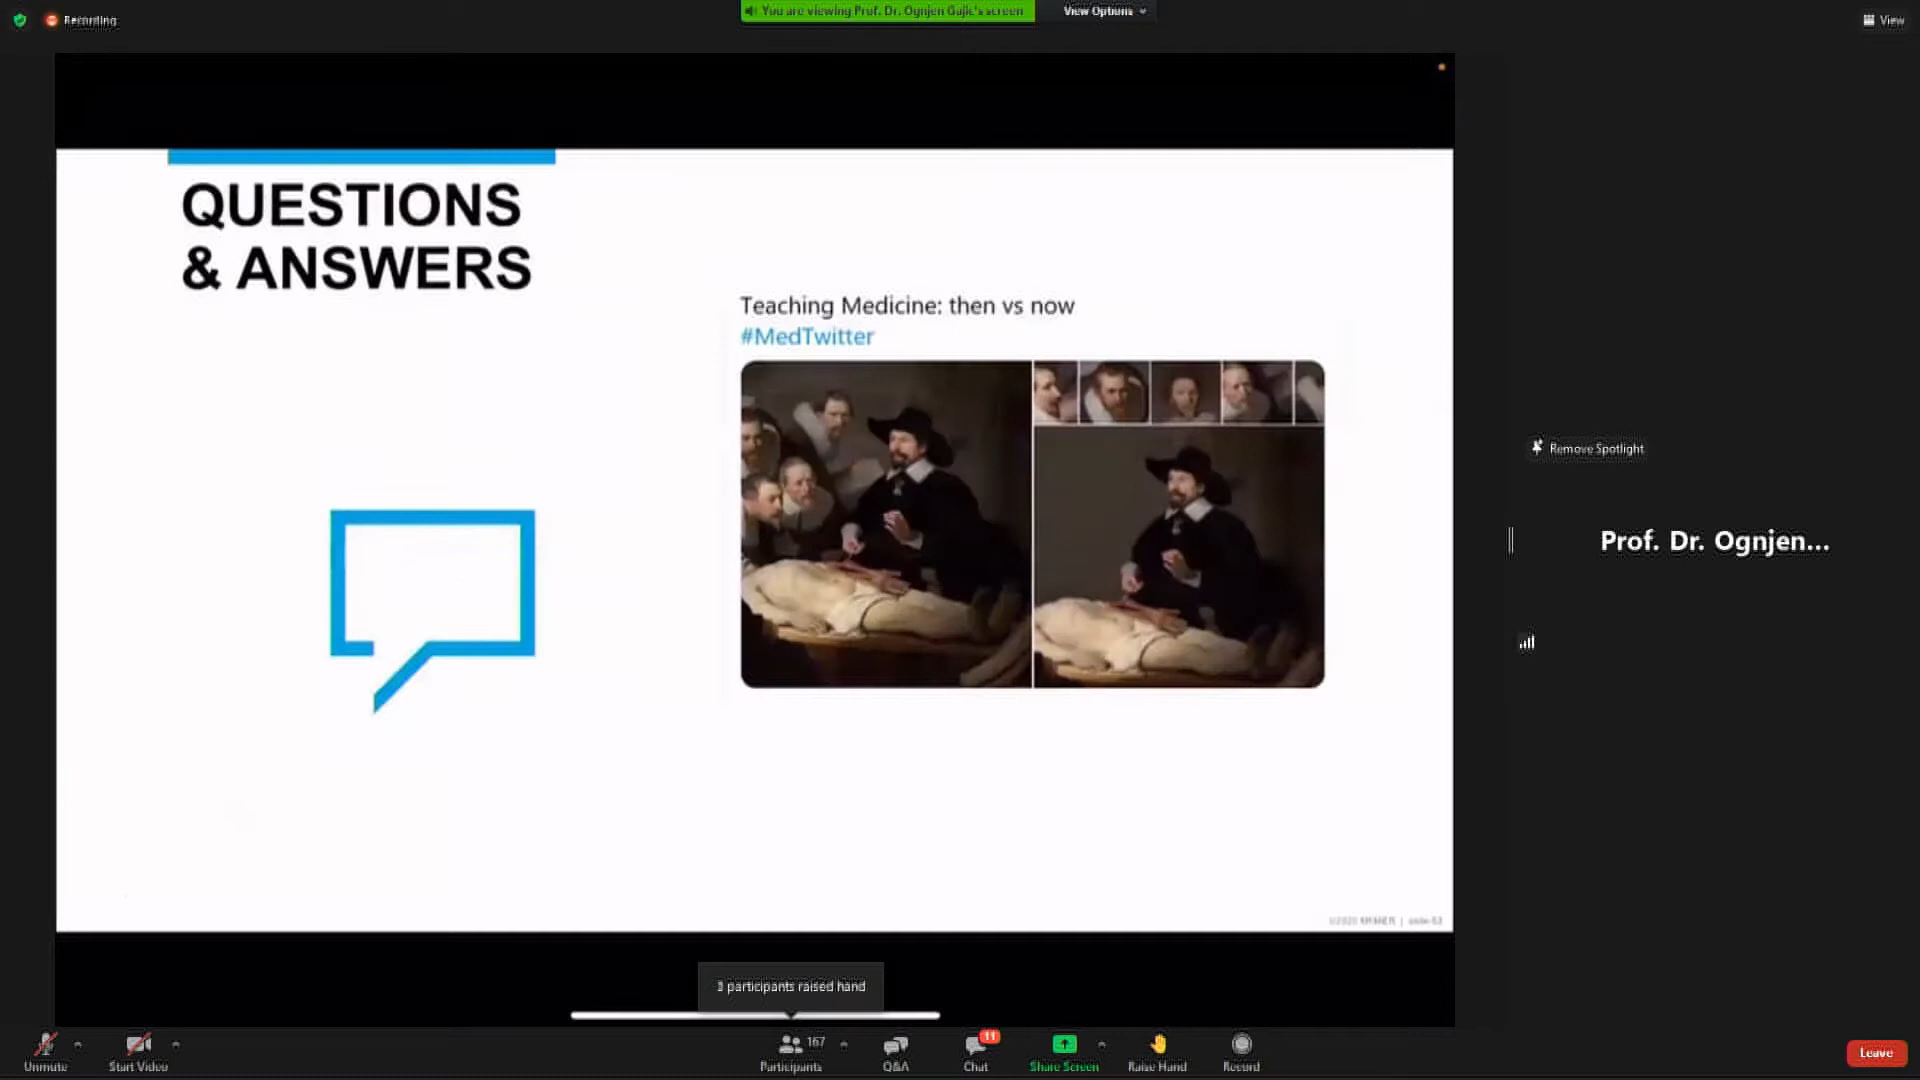 Recording
You are viewing Prof. Dr. Ognjen Gajic's screen
View Options
View
QUESTIONS
& ANSWERS
Teaching Medicine: then vs now
#MedTwitter
Remove Spotlight
Prof. Dr. Ognjen...
participants raised hand
Unmute
Start Video
167
Participants
Q&A
11
Chat
Share Screen
Raise Hand
Record
Leave